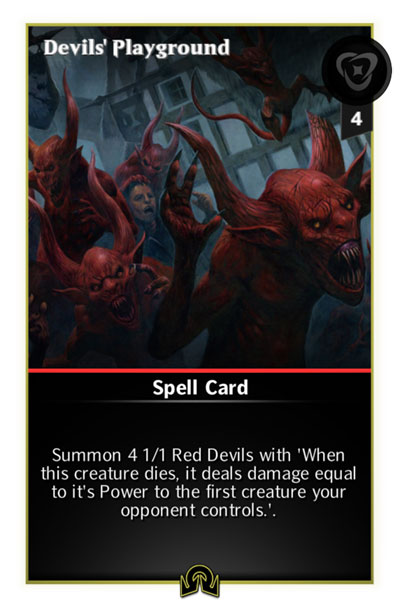 Devils' Playground
4
Spell Card
Summon 4 1/1 Red Devils with 'When
this creature dies, it deals damage equal
to it's Power to the first creature your
opponent controls.'.